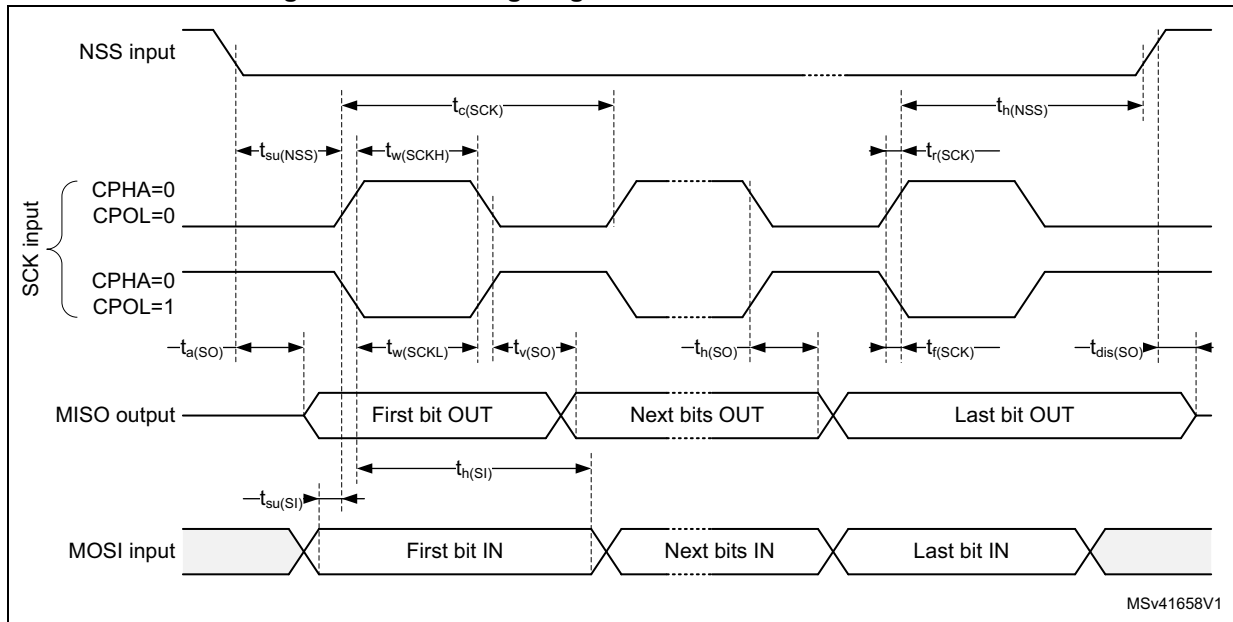 NSS input
tc(SCK)
th(NSS)
tsu(NSS)
tw(SCKH)
tr(SCK)
CPHA=0
CPOL=0
SCK input
CPHA=0
CPOL=1
ta(SO)
tw(SCKL)
tv(SO)
th(SO)
tf(SCK)
tdis(SO)
MISO output
First bit OUT
Next bits OUT
Last bit OUT
th(SI)
tsu(SI)
MOSI input
First bit IN
Next bits IN
Last bit IN
MSv41658V1